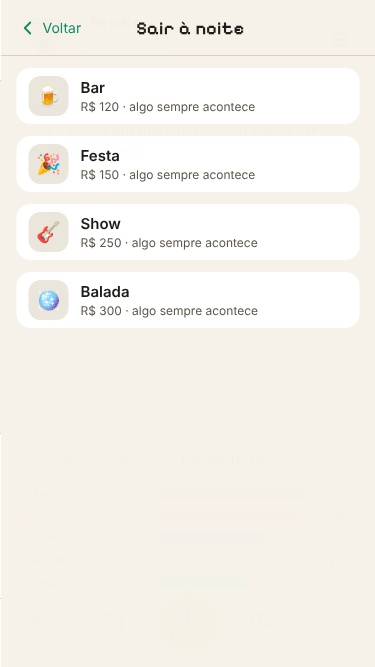 Voltar
Sair à noite
Bar
R$ 120 · algo sempre acontece
Festa
R$ 150 · algo sempre acontece
Show
R$ 250 · algo sempre acontece
Balada
R$ 300 · algo sempre acontece